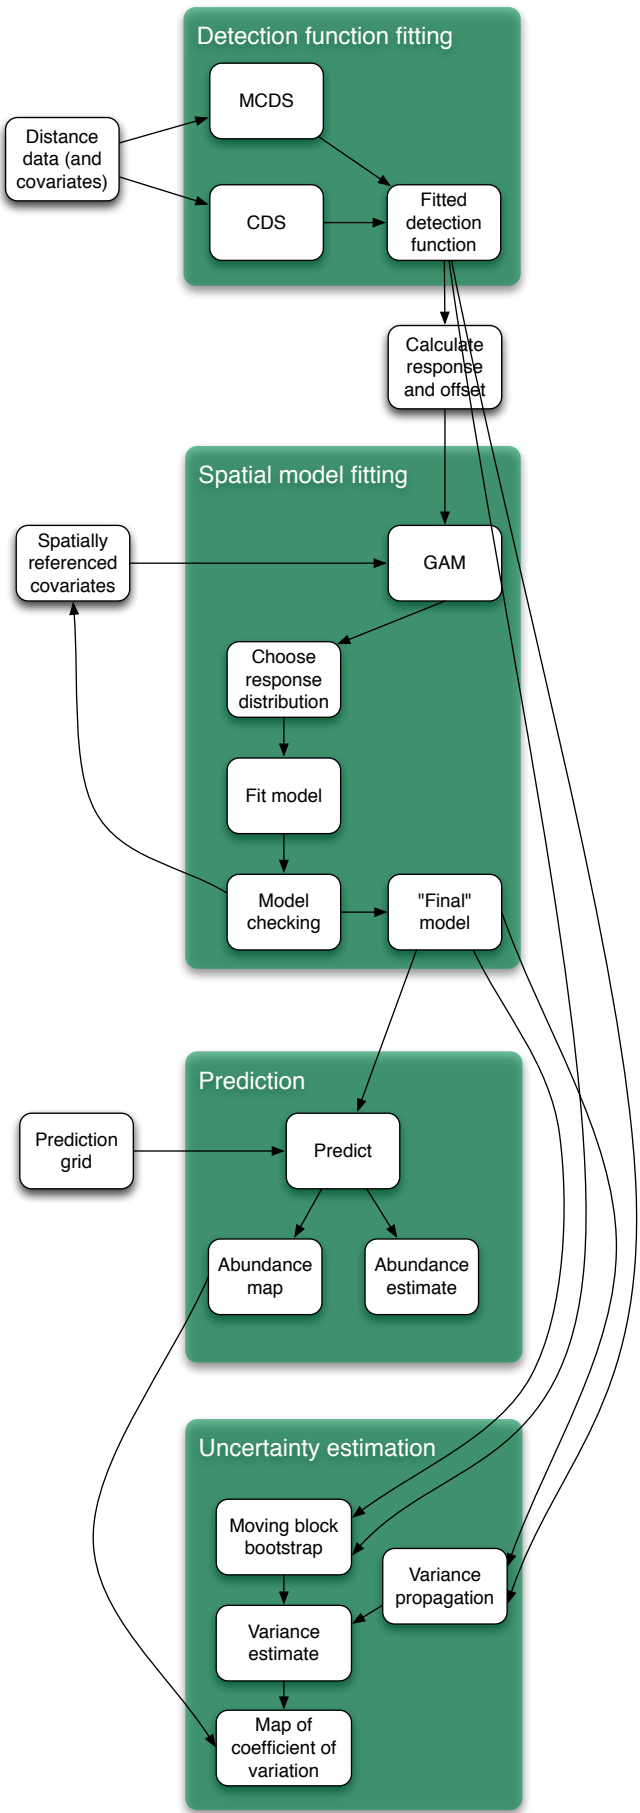 Detection function fitting
MCDS
Distance
data (and
covariates)
CDS
Fitted
detection
function
Calculate
response
and offset
Spatial model fitting
Spatially
referenced
covariates
GAM
Choose
response
distribution
Fit model
Model
checking
"Final"
model
Prediction
Prediction
grid
Predict
Abundance
map
Abundance
estimate
Uncertainty estimation
Moving block
bootstrap
Variance
propagation
Variance
estimate
Map of
coefficient of
variation